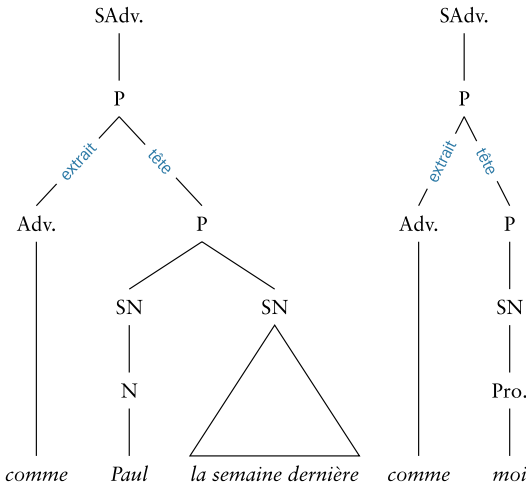 SAdv. SAdv.
P P
extrait tête extrait tête
Adv. P Adv. P
SN SN SN
N Pro.
comme Paul la semaine dernière comme moi